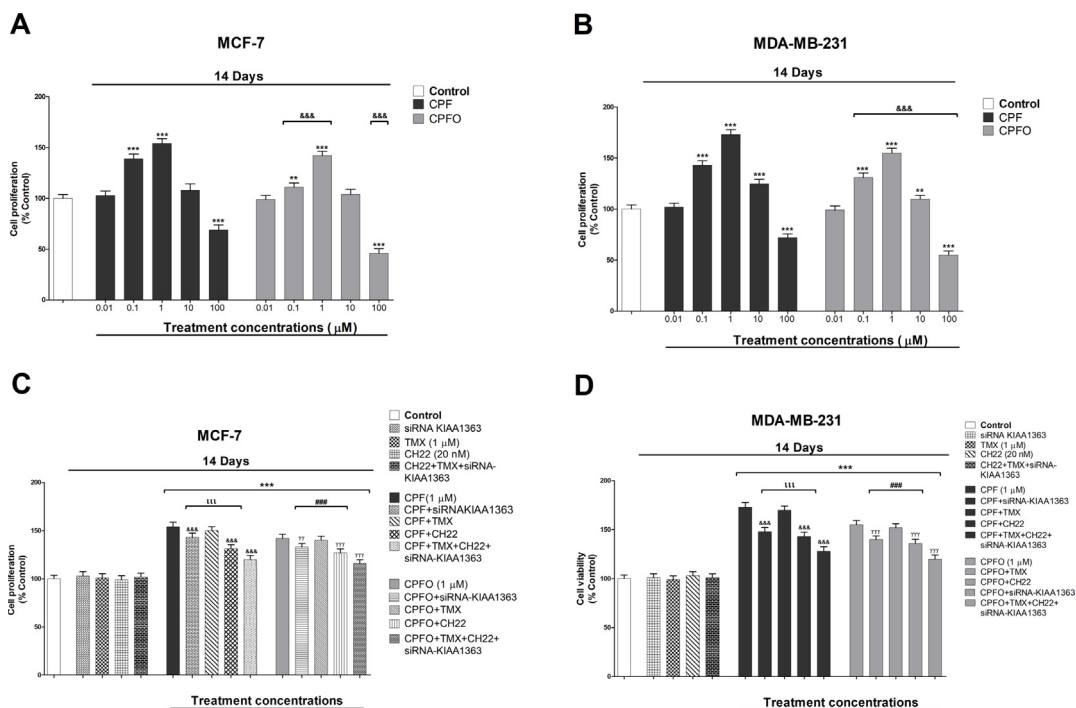 A
MCF-7
14 Days
Control
CPF
CPFO
Cell proliferation
(% Control)
200
150
100
50
0
***
***
***
&&&
**
***
&&&
***
0.01 0.1 1 10 100
0.01 0.1 1 10 100
Treatment concentrations ( μM)
B
MDA-MB-231
14 Days
Control
CPF
CPFO
Cell proliferation
(% Control)
200
150
100
50
0
***
***
***
***
&&&
***
***
**
***
0.01 0.1 1 10 100
0.01 0.1 1 10 100
Treatment concentrations ( μM)
C
MCF-7
14 Days
Control
siRNA KIAA1363
TMX (1 μM)
CH22 (20 nM)
CH22+TMX+siRNA-
KIAA1363
CPF(1 μM)
CPF+siRNAKIAA1363
CPF+TMX
CPF+CH22
CPF+TMX+CH22+
siRNA-KIAA1363
CPFO (1 μM)
CPFO+siRNA-KIAA1363
CPFO+TMX
CPFO+CH22
CPFO+TMX+CH22+
siRNA-KIAA1363
Cell proliferation
(% Control)
200
150
100
50
0
***
###
&&&
&&&
&&&
??
???
???
Treatment concentrations
D
MDA-MB-231
14 Days
Control
siRNA KIAA1363
TMX (1 μM)
CH22 (20 nM)
CH22+TMX+siRNA-
KIAA1363
CPF (1 μM)
CPF+siRNA-KIAA1363
CPF+TMX
CPF+CH22
CPF+TMX+CH22+
siRNA-KIAA1363
CPFO (1 μM)
CPFO+TMX
CPFO+CH22
CPFO+siRNA-KIAA1363
CPFO+TMX+CH22+
siRNA-KIAA1363
Cell viability
(% Control)
200
150
100
50
0
***
###
&&&
&&&
&&&
???
???
???
Treatment concentrations